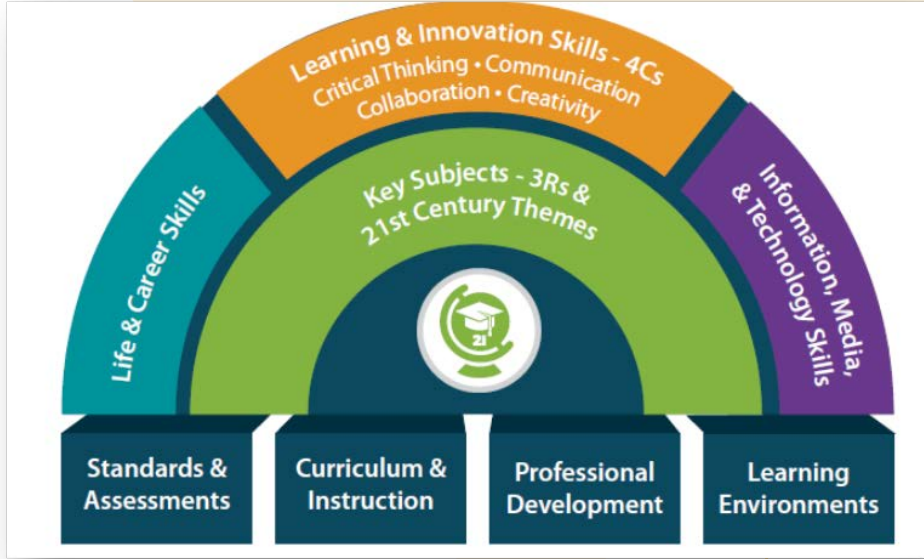 Learning & Innovation Skills - 4Cs
Critical Thinking • Communication
Collaboration • Creativity
Life & Career Skills
Key Subjects - 3Rs &
21st Century Themes
Information, Media,
& Technology Skills
21
Standards &
Assessments
Curriculum &
Instruction
Professional
Development
Learning
Environments